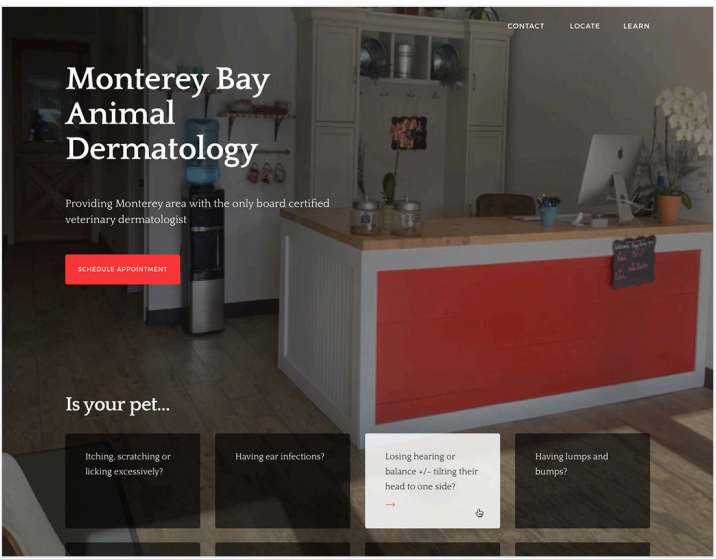 CONTACT LOCATE LEARN
Monterey Bay
Animal
Dermatology
Providing Monterey area with the only board certified
veterinary dermatologist
SCHEDULE APPOINTMENT
Is your pet...
Itching, scratching or
licking excessively?
Having ear infections?
Losing hearing or
balance +/- tilting their
head to one side?
→
Having lumps and
bumps?